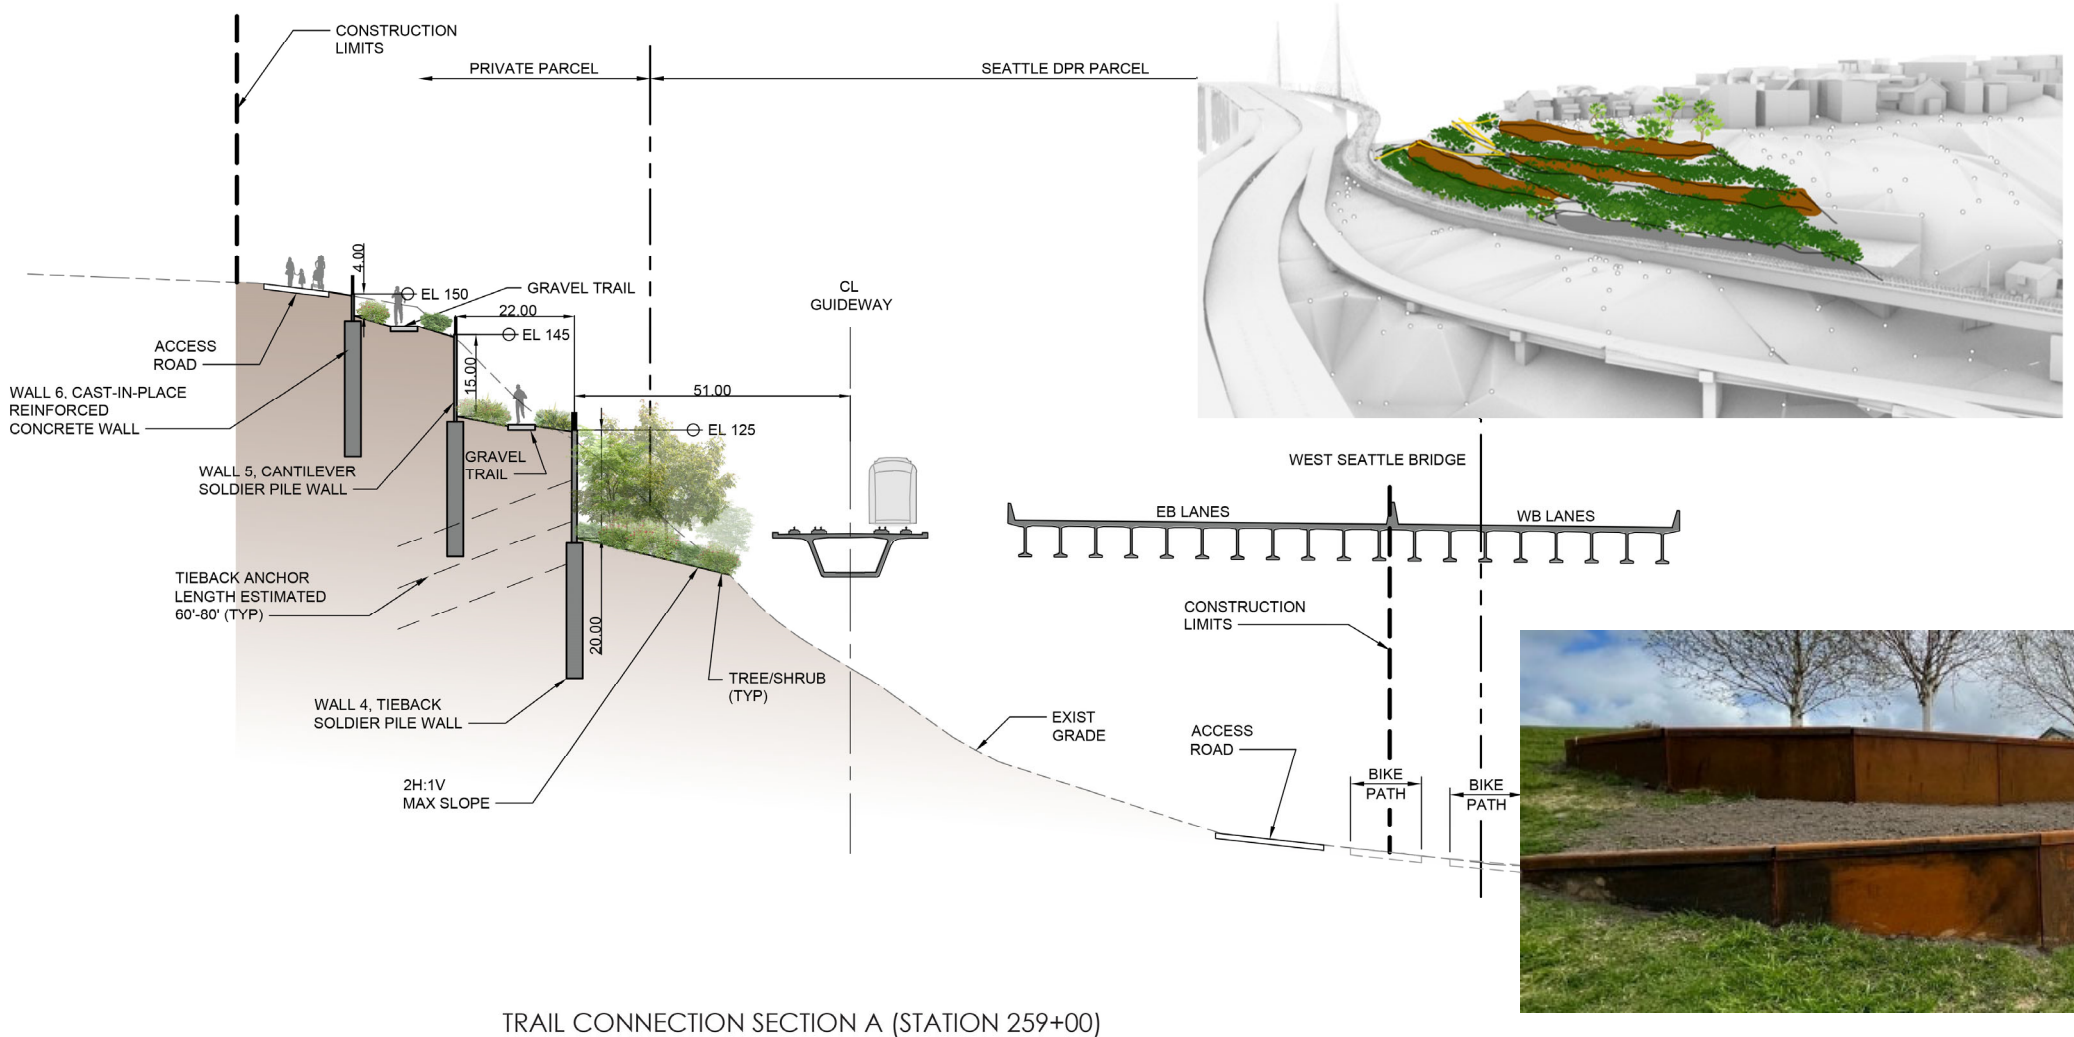 CONSTRUCTION
LIMITS
PRIVATE PARCEL
SEATTLE DPR PARCEL
4.00
EL 150
GRAVEL TRAIL
CL
GUIDEWAY
22.00
EL 145
ACCESS
ROAD
15.00
51.00
WALL 6, CAST-IN-PLACE
REINFORCED
CONCRETE WALL
EL 125
GRAVEL
TRAIL
WEST SEATTLE BRIDGE
WALL 5, CANTILEVER
SOLDIER PILE WALL
EB LANES
WB LANES
TIEBACK ANCHOR
LENGTH ESTIMATED
60'-80' (TYP)
20.00
CONSTRUCTION
LIMITS
TREE/SHRUB
(TYP)
WALL 4, TIEBACK
SOLDIER PILE WALL
EXIST
GRADE
ACCESS
ROAD
2H:1V
MAX SLOPE
BIKE
PATH
BIKE
PATH
TRAIL CONNECTION SECTION A (STATION 259+00)